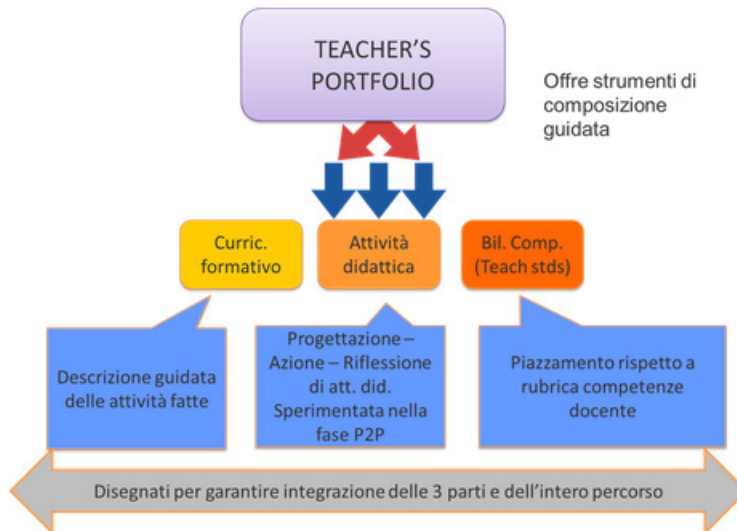 TEACHER'S
PORTFOLIO
Offre strumenti di
composizione
guidata
Curric.
formativo
Attività
didattica
Bil. Comp.
(Teach stds)
Descrizione guidata
delle attività fatte
Progettazione –
Azione – Riflessione
di att. did.
Sperimentata nella
fase P2P
Piazzamento rispetto a
rubrica competenze
docente
Disegnati per garantire integrazione delle 3 parti e dell'intero percorso